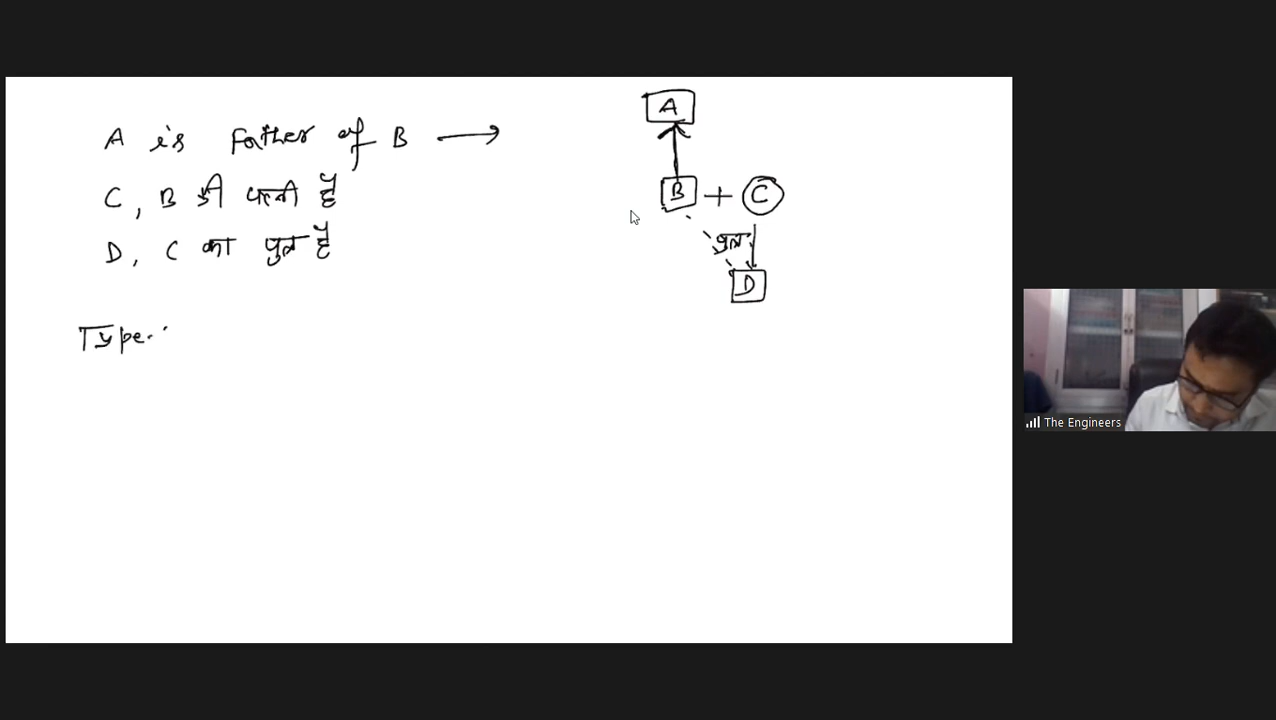 A is Father of B →
C, B की पत्नी है
D, C का पुत्र है
Type-
A
B + C
पुत्र
D
The Engineers